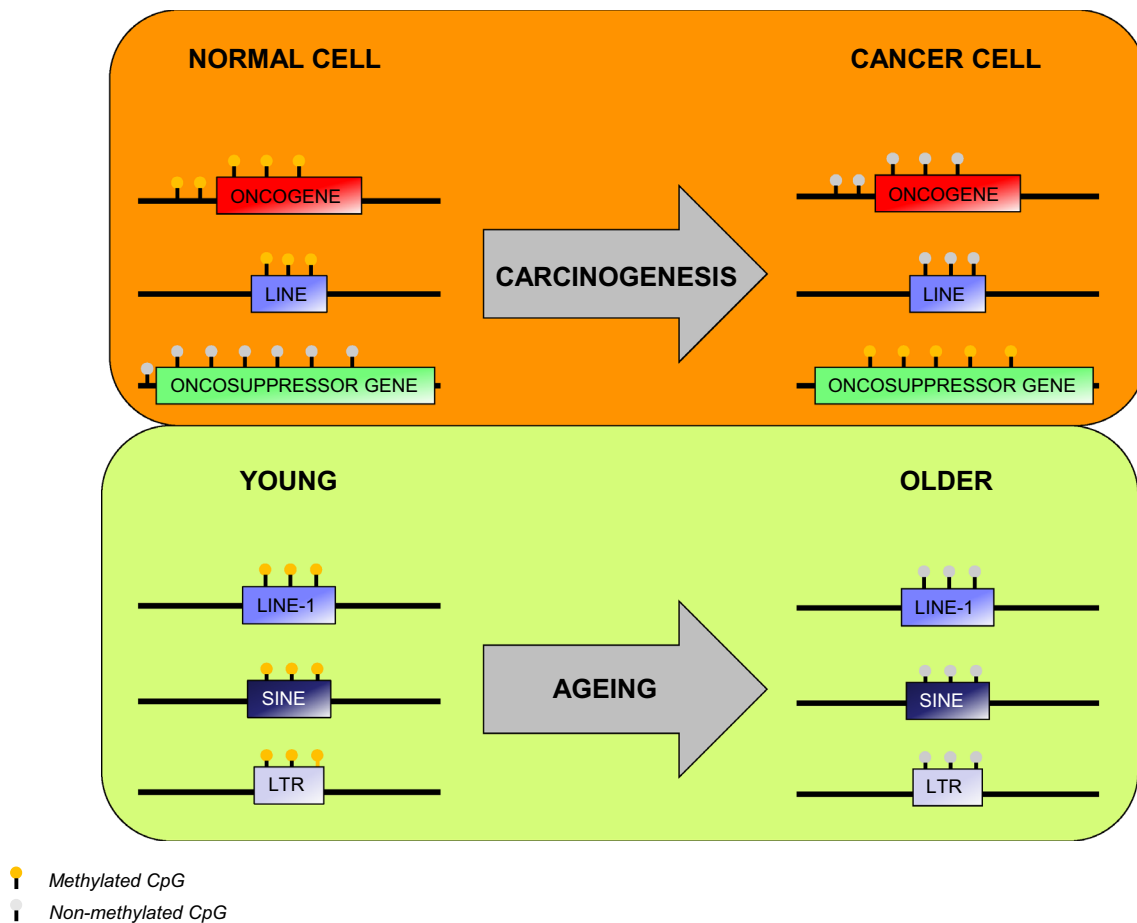 NORMAL CELL
CANCER CELL
ONCOGENE
ONCOGENE
LINE
CARCINOGENESIS
LINE
ONCOSUPPRESSOR GENE
ONCOSUPPRESSOR GENE
YOUNG
OLDER
LINE-1
LINE-1
SINE
AGEING
SINE
LTR
LTR
Methylated CpG
Non-methylated CpG